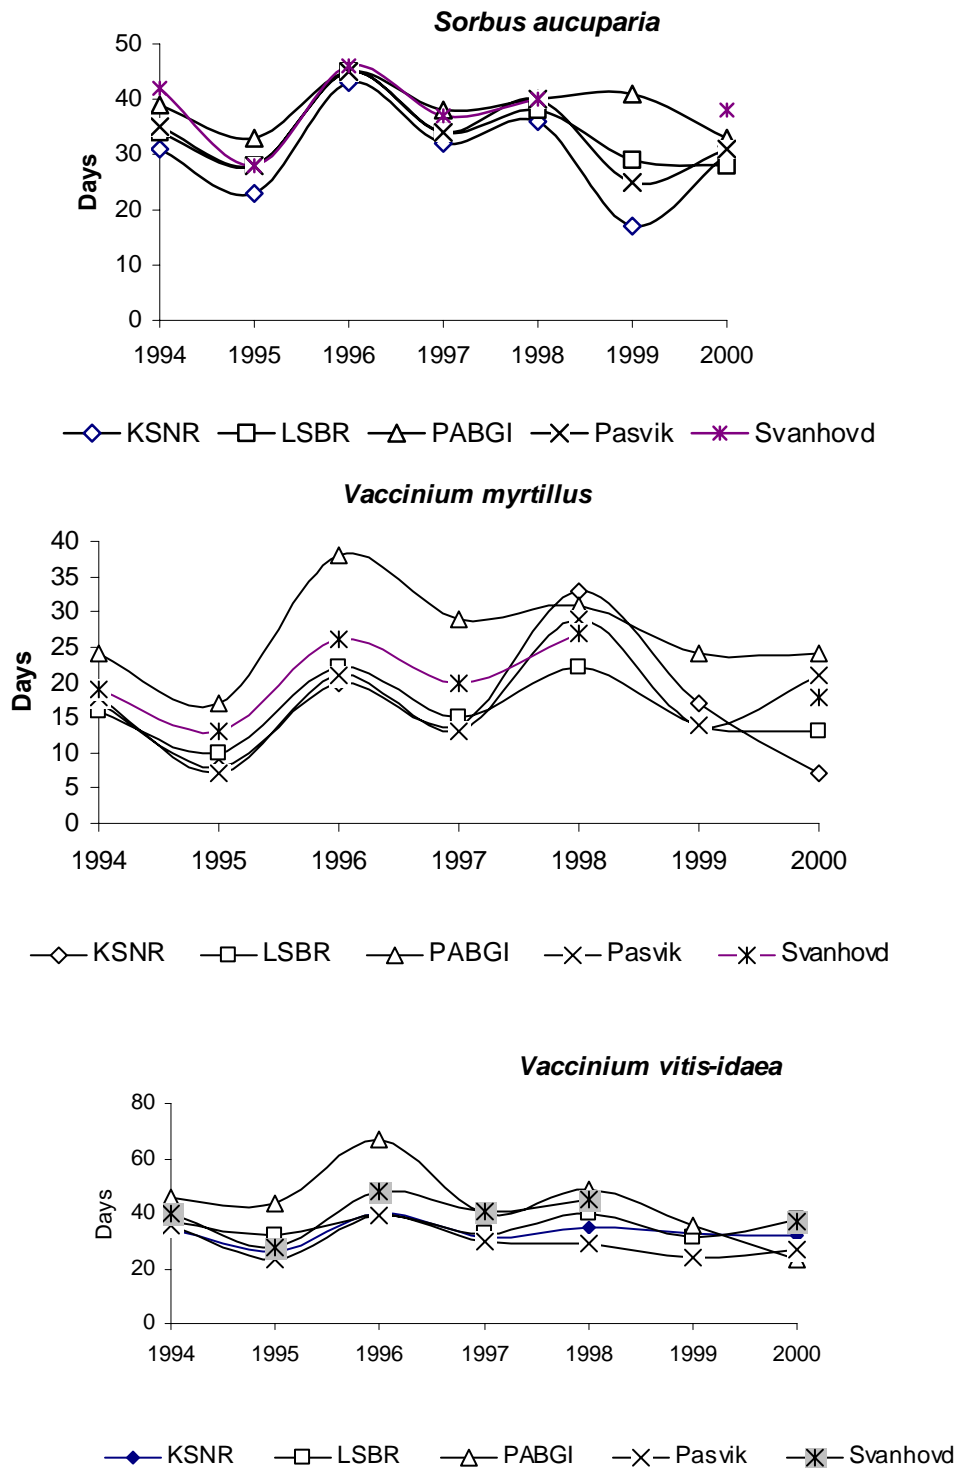 Sorbus aucuparia
50
40
30
20
10
0
Days
1994 1995 1996 1997 1998 1999 2000
KSNR LSBR PABGI Pasvik Svanhovd
Vaccinium myrtillus
40
35
30
25
20
15
10
5
0
Days
1994 1995 1996 1997 1998 1999 2000
KSNR LSBR PABGI Pasvik Svanhovd
Vaccinium vitis-idaea
80
60
40
20
0
Days
1994 1995 1996 1997 1998 1999 2000
KSNR LSBR PABGI Pasvik Svanhovd